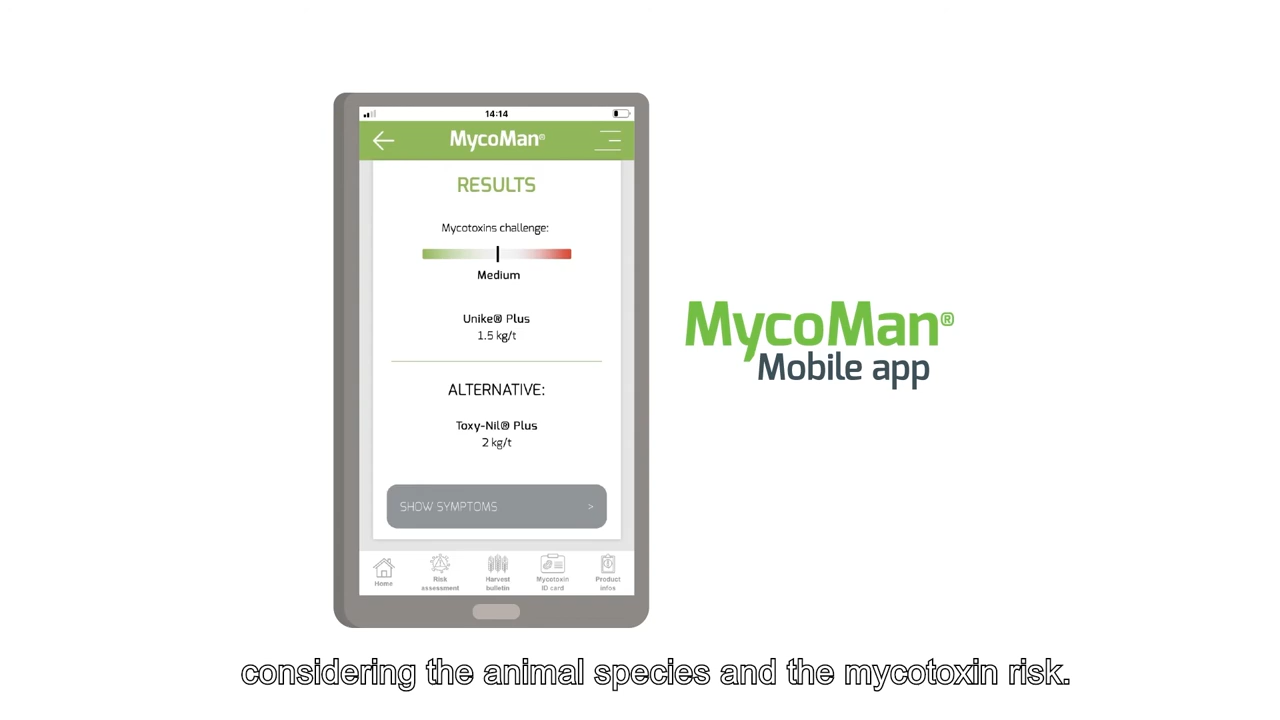 14:14
MycoMan®
RESULTS
Mycotoxins challenge:
Medium
Unike® Plus
1.5 kg/t
ALTERNATIVE:
Toxy-Nil® Plus
2 kg/t
SHOW SYMPTOMS >
Home
Risk
assessment
Harvest
bulletin
Mycotoxin
ID card
Product
infos
MycoMan®
Mobile app
considering the animal species and the mycotoxin risk.